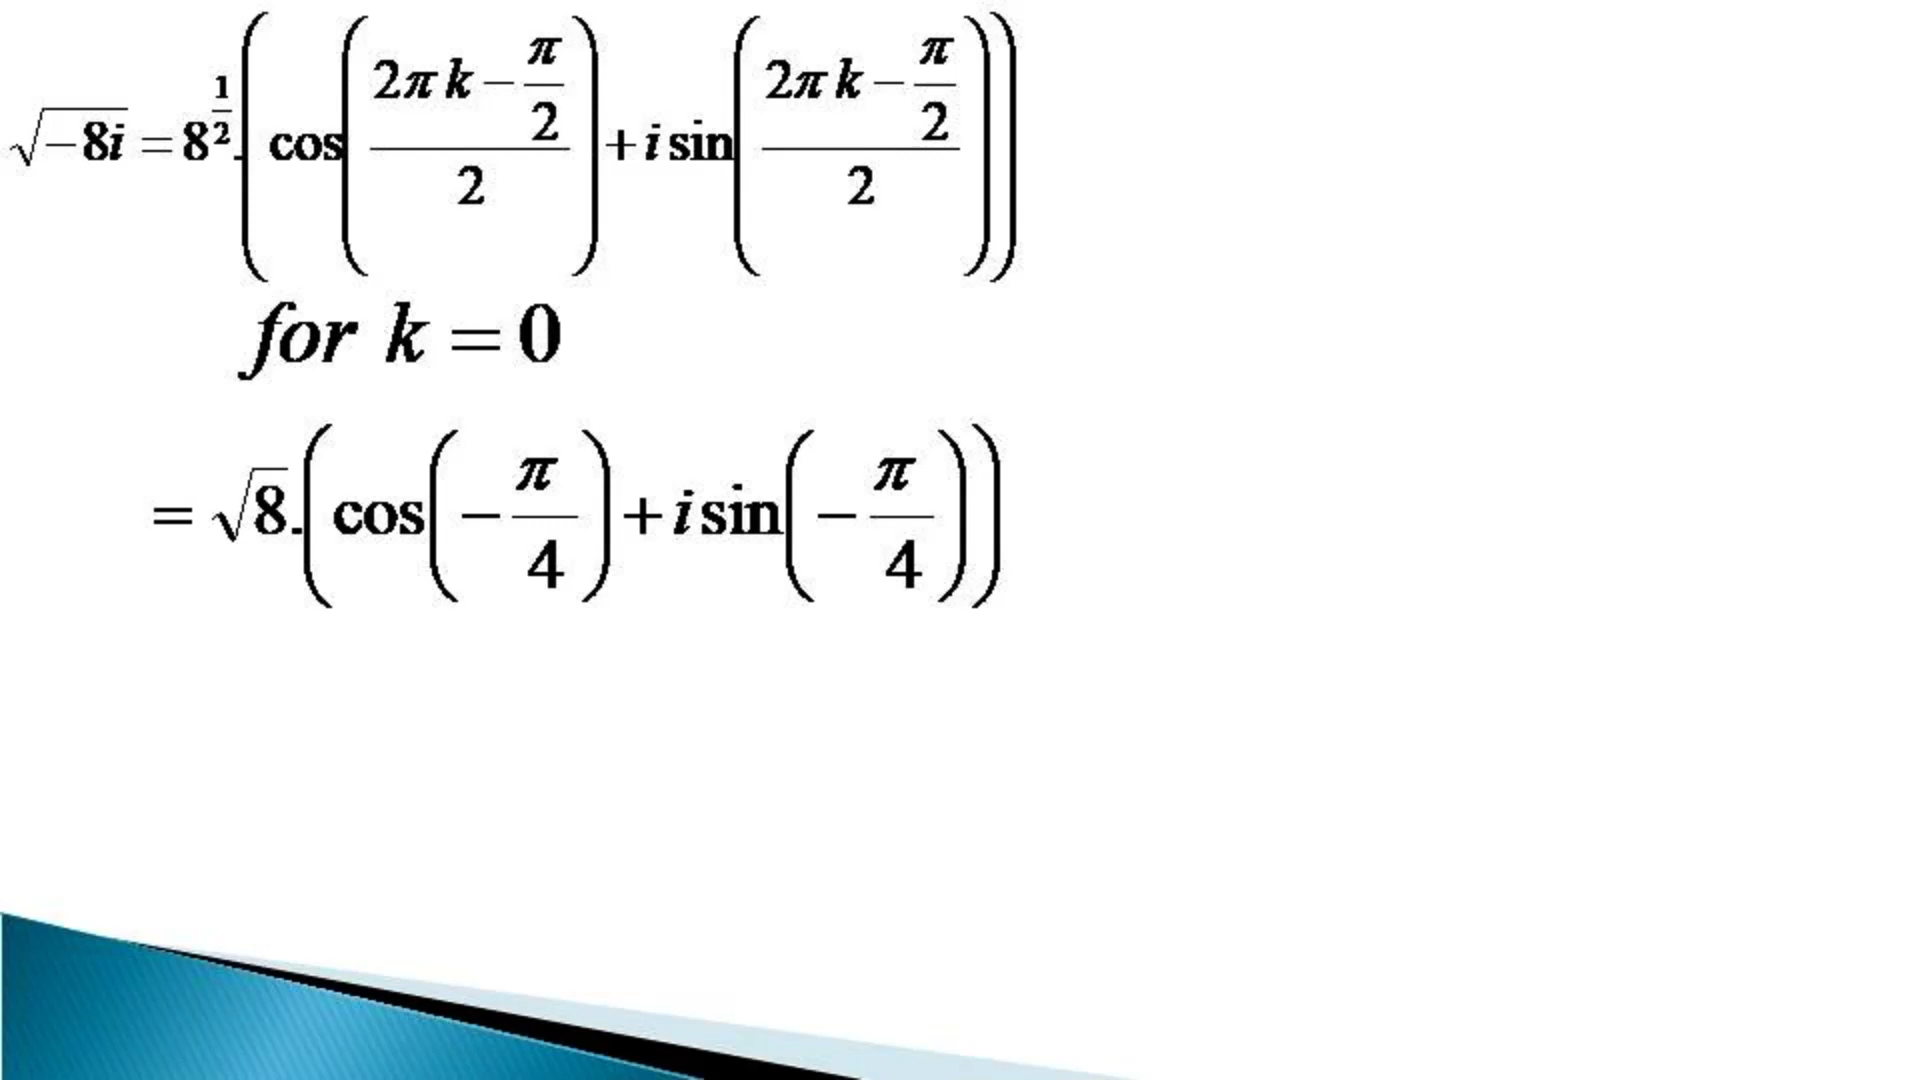 √-8i = 8^(1/2).( cos( (2πk - π/2) / 2 ) + i sin( (2πk - π/2) / 2 ) )
for k = 0
= √8.( cos( -π/4 ) + i sin( -π/4 ) )